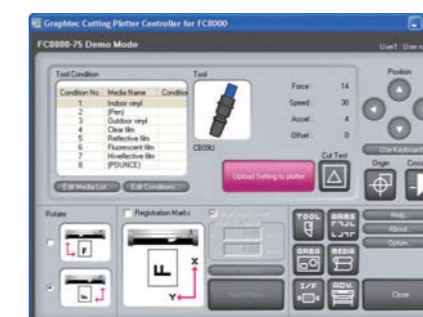 Graphtec Cutting Plotter Controller for FC8000
FC8000-75 Demo Mode
User1 : User n
Tool Condition
Condition No. Media Name Condition
1 Indoor vinyl
2 (Pen)
3 Outdoor vinyl
4 Clear film
5 Reflective film
6 Fluorescent film
7 Hi-reflective film
8 (POUNCE)
Edit Media List
Edit Conditions
Tool
CB09U
Force : 14
Speed : 30
Accel : 4
Offset : 0
Upload Setting to plotter
Cut Test
Position
Use Keyboard
Origin
Rotate
F
F
Registration Marks
F
X
Y
TOOL
AREA
MEDIA
I/F
ADV.
Help...
About...
Option...
Close